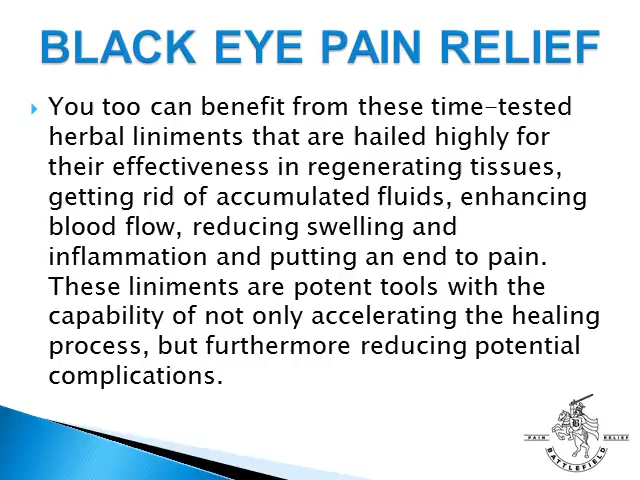 BLACK EYE PAIN RELIEF
You too can benefit from these time-tested
herbal liniments that are hailed highly for
their effectiveness in regenerating tissues,
getting rid of accumulated fluids, enhancing
blood flow, reducing swelling and
inflammation and putting an end to pain.
These liniments are potent tools with the
capability of not only accelerating the healing
process, but furthermore reducing potential
complications.
PAIN RELIEF
BATTLEFIELD